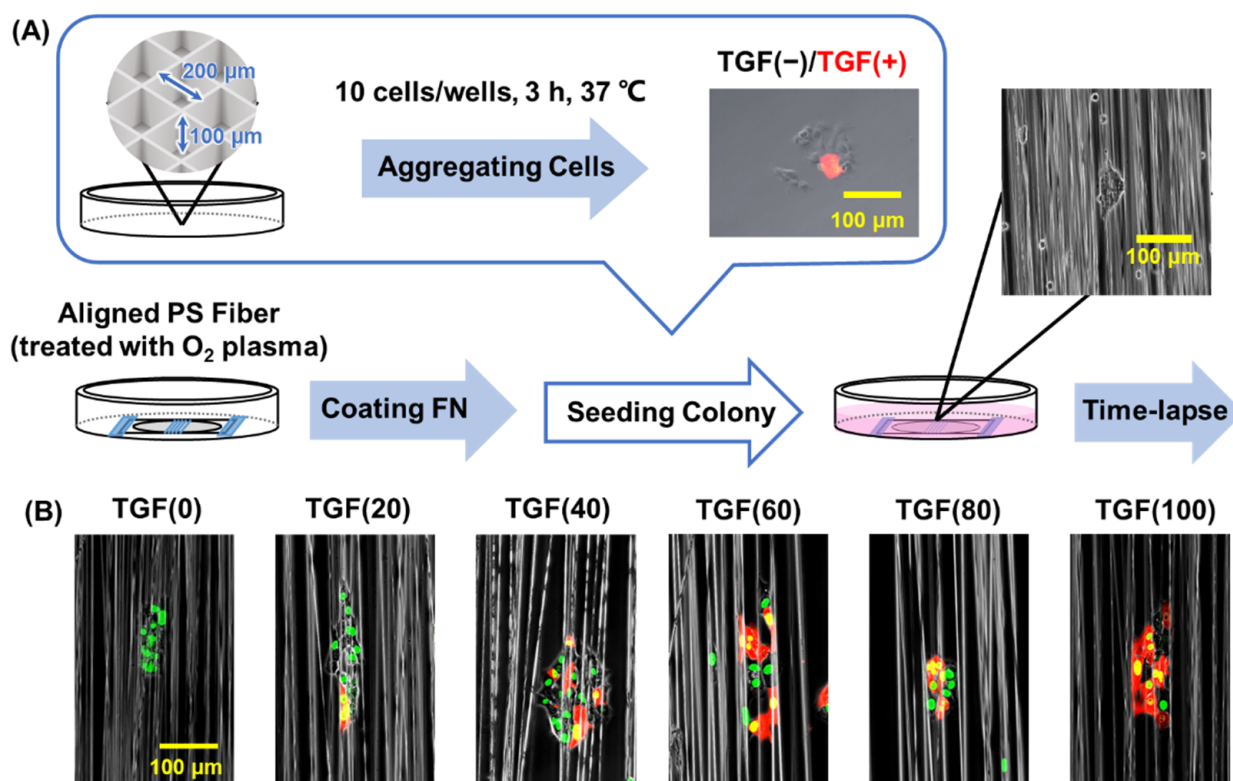 (A)
200 µm
100 µm
10 cells/wells, 3 h, 37 ℃
Aggregating Cells
TGF(−)/TGF(+)
100 µm
100 µm
Aligned PS Fiber
(treated with O₂ plasma)
Coating FN
Seeding Colony
Time-lapse
(B)
TGF(0)
TGF(20)
TGF(40)
TGF(60)
TGF(80)
TGF(100)
100 µm